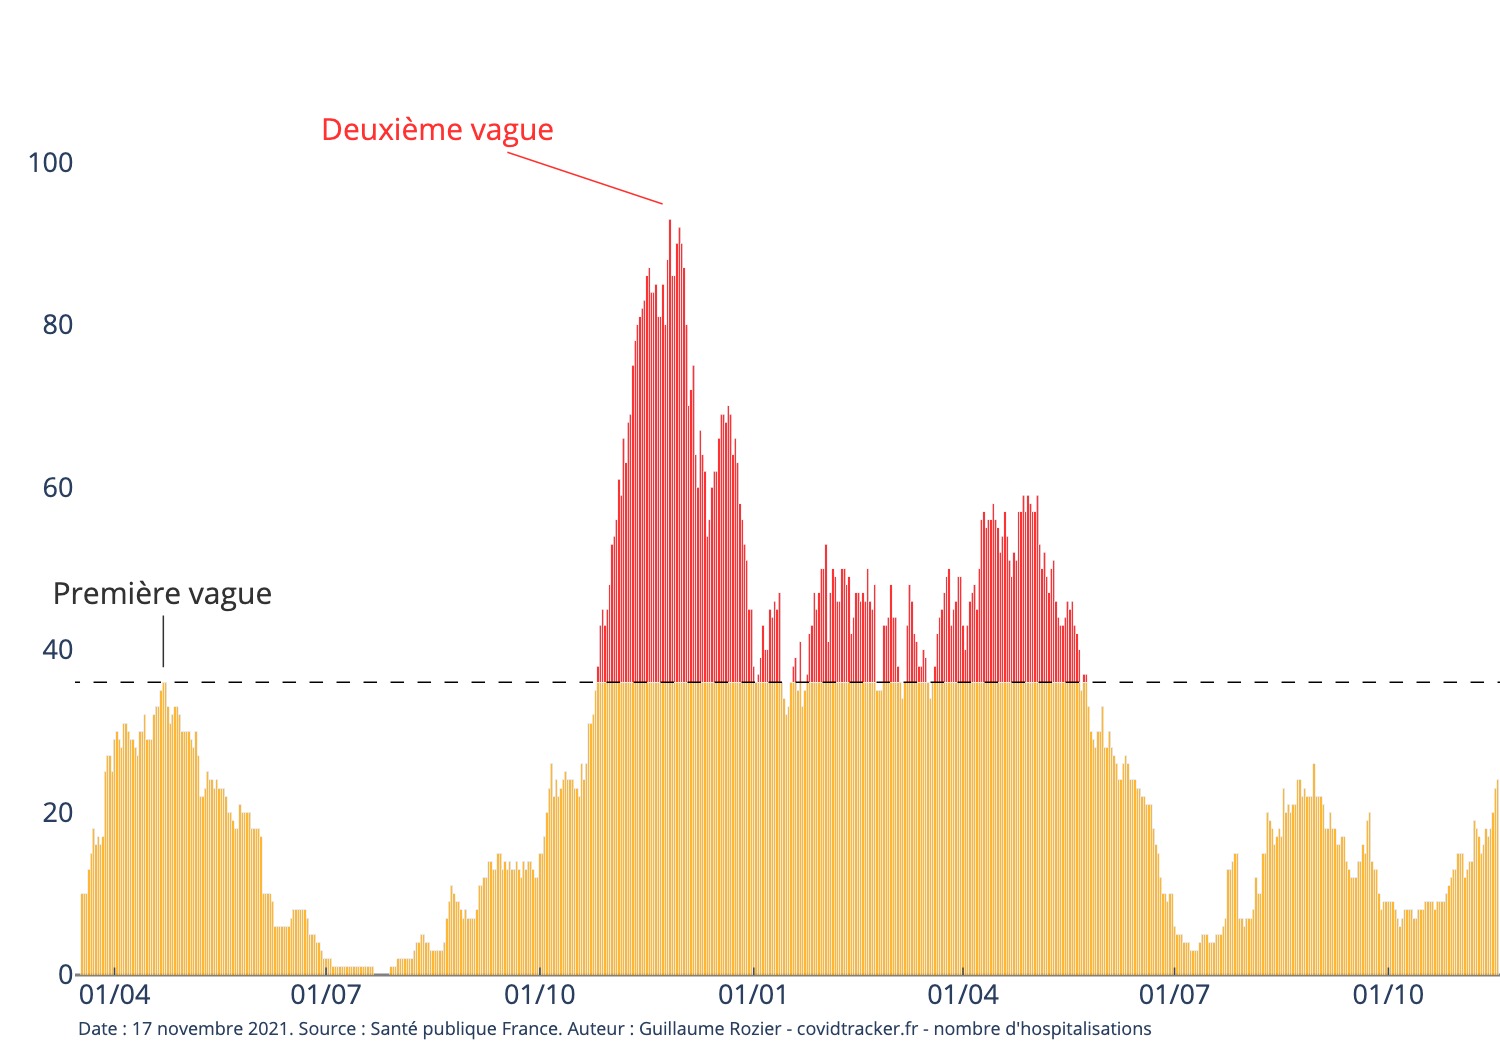 Deuxième vague
100
80
60
Première vague
40
20
0
01/04 01/07 01/10 01/01 01/04 01/07 01/10
Date : 17 novembre 2021. Source : Santé publique France. Auteur : Guillaume Rozier - covidtracker.fr - nombre d'hospitalisations